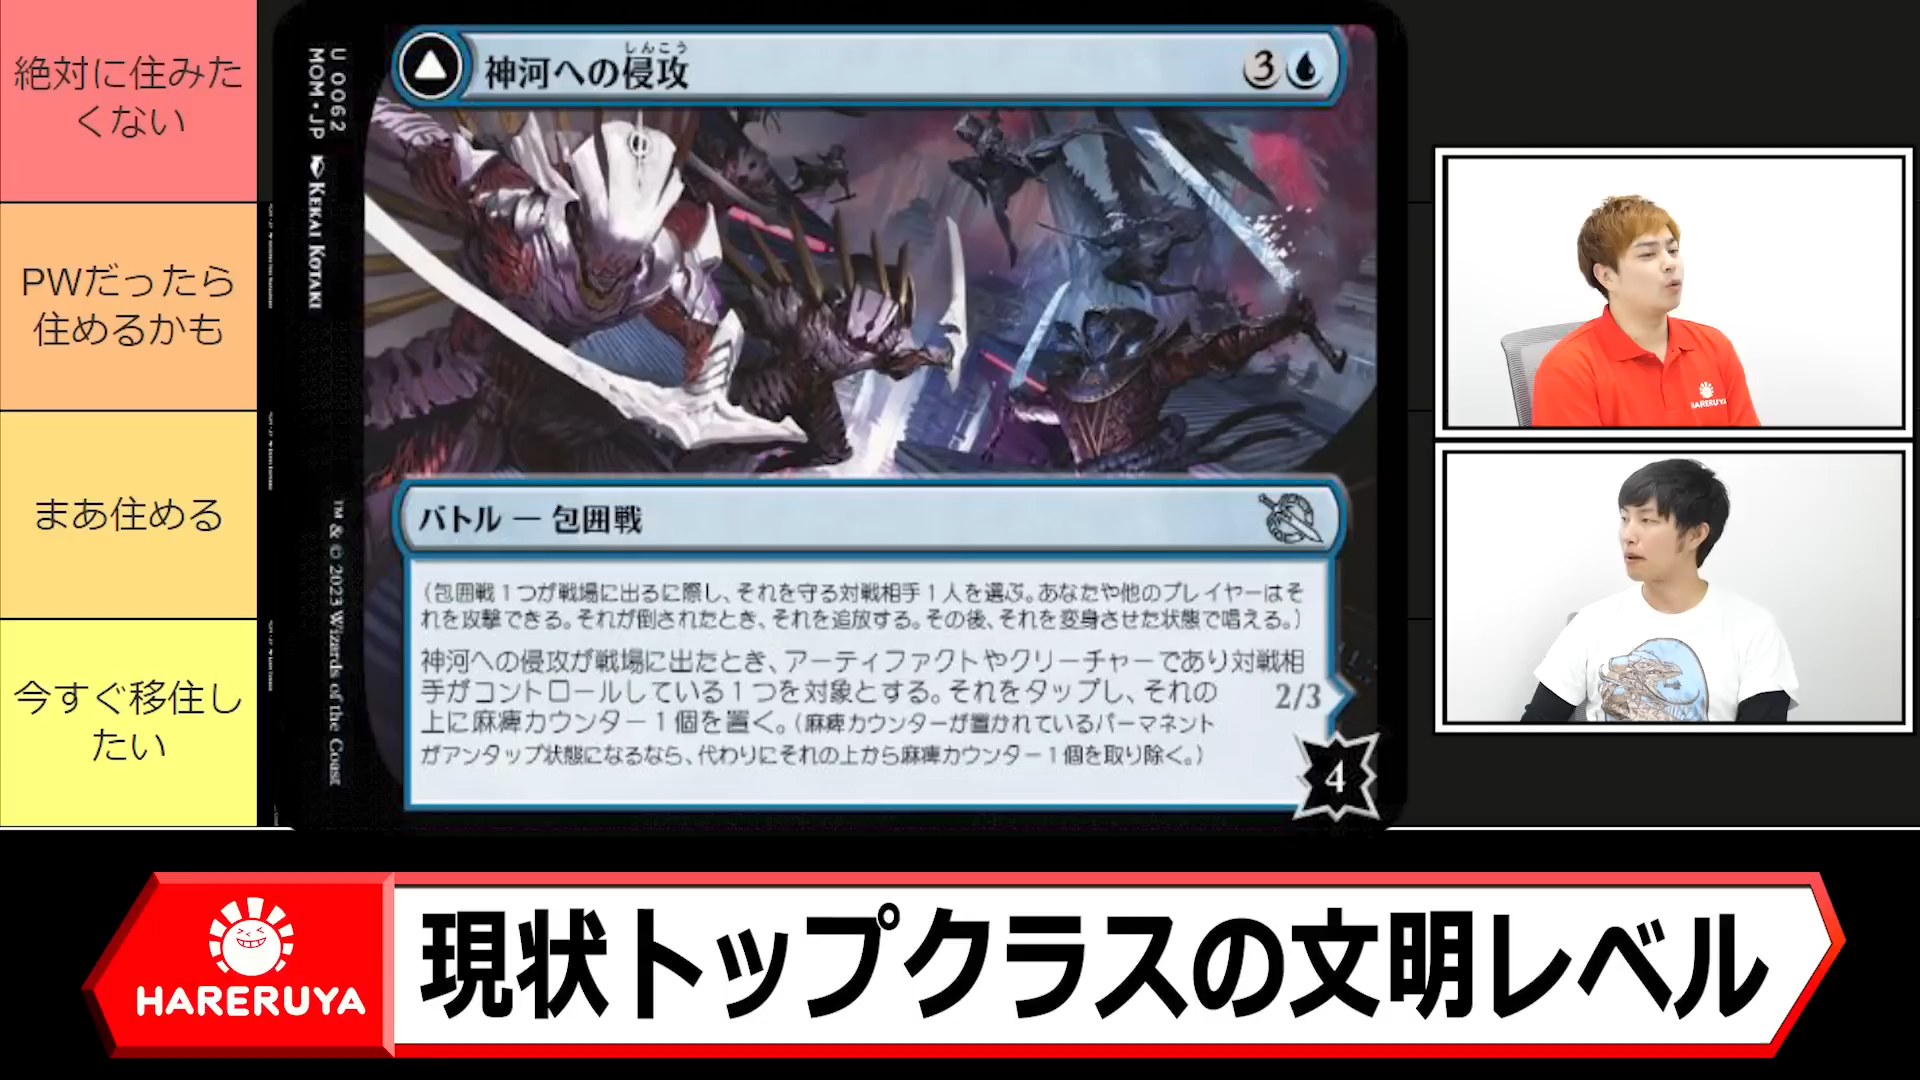 絶対に住みた
くない
PWだったら
住めるかも
まあ住める
今すぐ移住し
たい
U 0062
MOM • JP KEKAI KOTAKI
™ & © 2023 Wizards of the Coast
しんこう
神河への侵攻
3
バトル — 包囲戦
(包囲戦1つが戦場に出るに際し、それを守る対戦相手1人を選ぶ。あなたや他のプレイヤーはそ
れを攻撃できる。それが倒されたとき、それを追放する。その後、それを変身させた状態で唱える。)
神河への侵攻が戦場に出たとき、アーティファクトやクリーチャーであり対戦相
手がコントロールしている1つを対象とする。それをタップし、それの
上に麻痺カウンター1個を置く。(麻痺カウンターが置かれているパーマネント
がアンタップ状態になるなら、代わりにそれの上から麻痺カウンター1個を取り除く。)
2/3
4
HARERUYA
HARERUYA
現状トップクラスの文明レベル